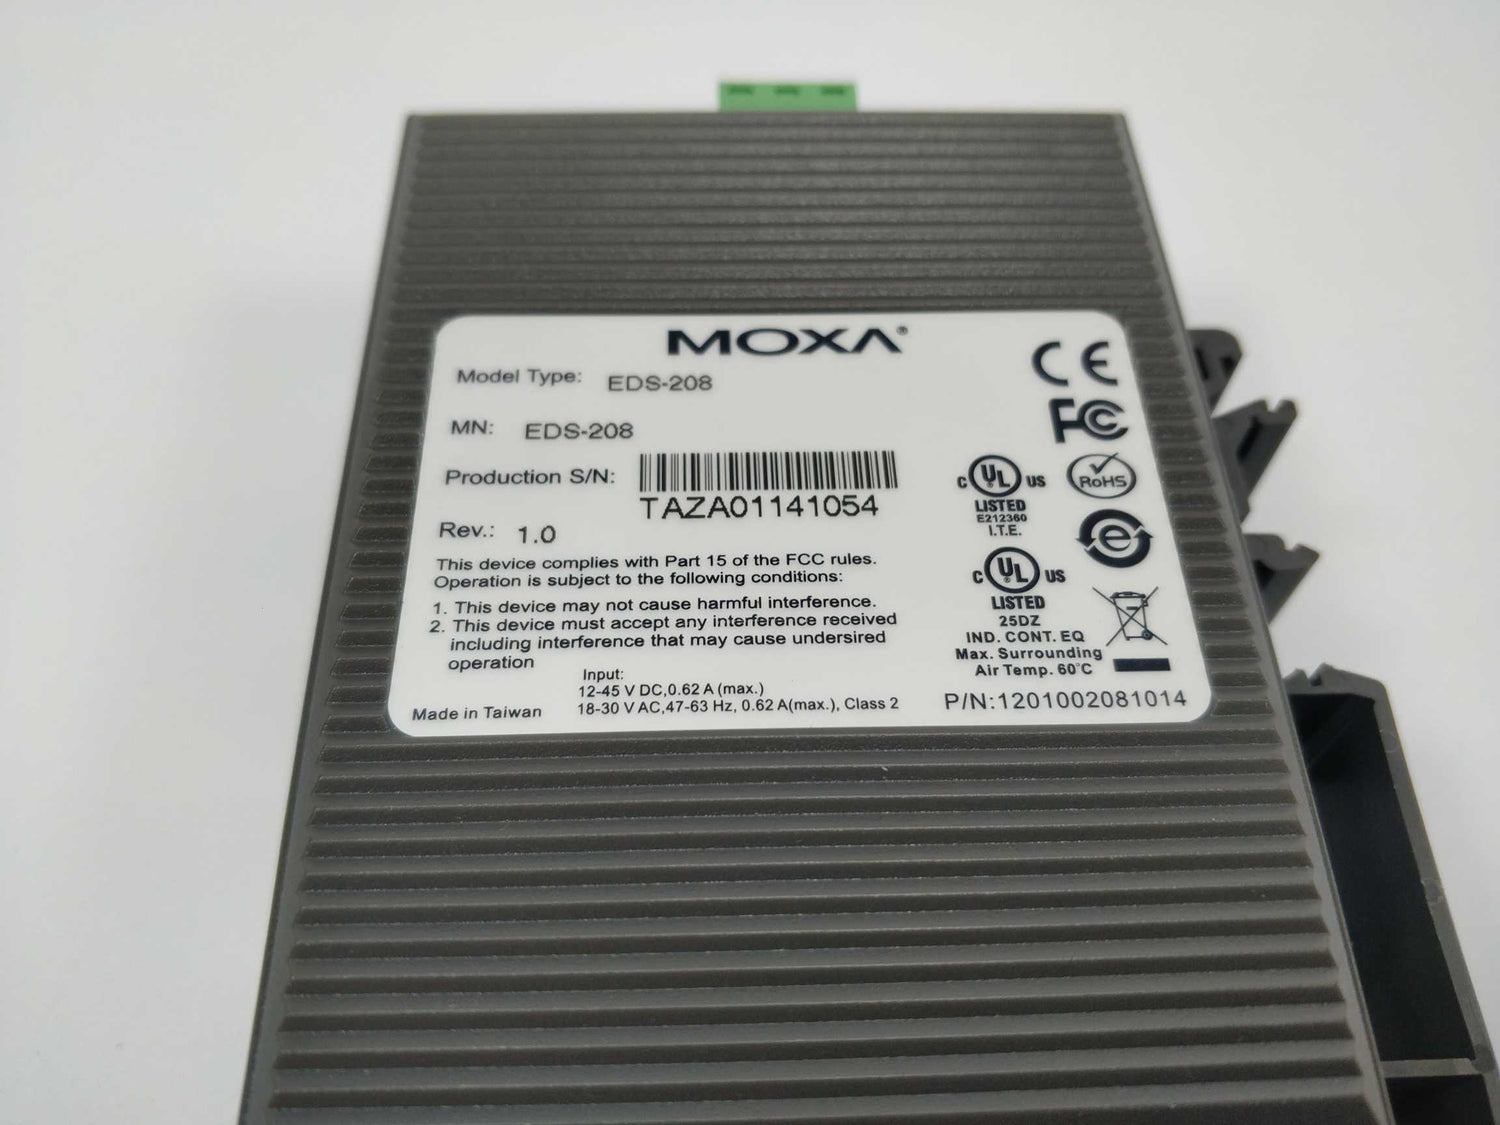 MOXA®
Model Type: EDS-208
MN: EDS-208
Production S/N:
TAZA01141054
Rev.: 1.0
This device complies with Part 15 of the FCC rules.
Operation is subject to the following conditions:
1. This device may not cause harmful interference.
2. This device must accept any interference received
including interference that may cause undersired
operation
Input:
12-45 V DC,0.62 A (max.)
18-30 V AC,47-63 Hz, 0.62 A(max.), Class 2
Made in Taiwan
CE
FC
C UL US
LISTED
E212360
I.T.E.
RoHS
e
C UL US
LISTED
25DZ
IND. CONT. EQ
Max. Surrounding
Air Temp. 60°C
P/N:1201002081014